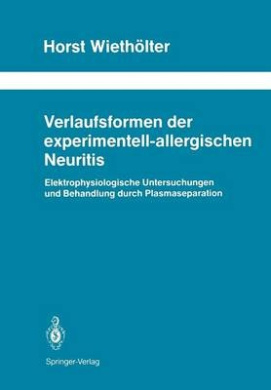 Horst Wiethölter
Verlaufsformen der
experimentell-allergischen
Neuritis
Elektrophysiologische Untersuchungen
und Behandlung durch Plasmaseparation
Springer-Verlag